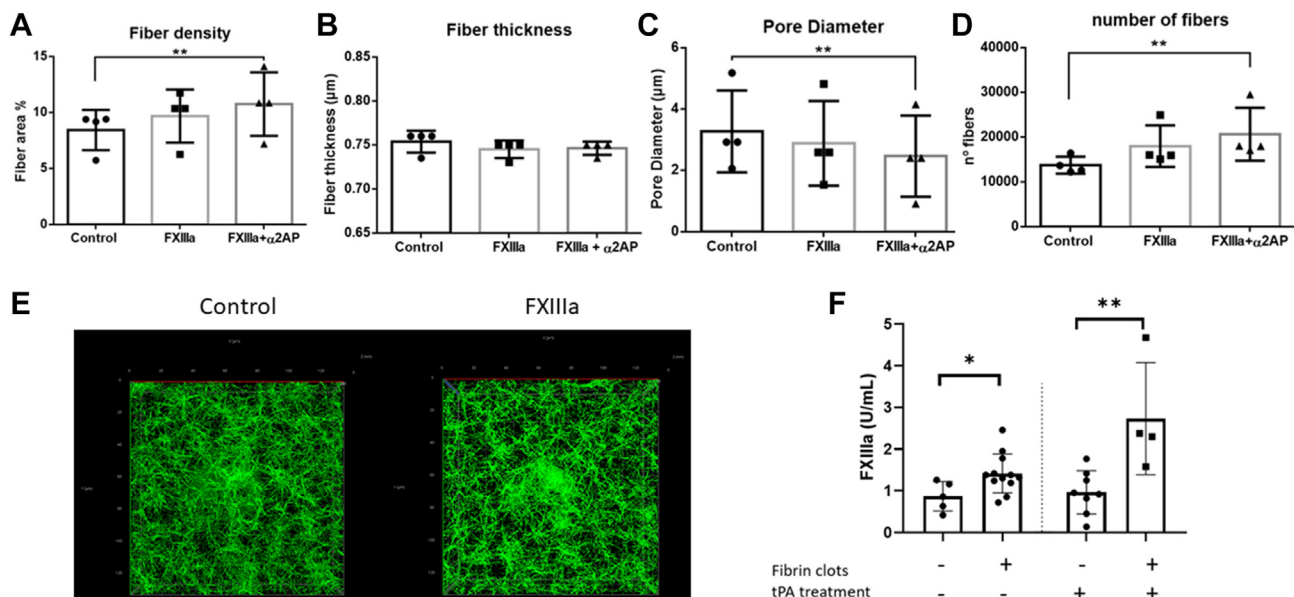 A
Fiber density
**
Fiber area %
15
10
5
0
Control
FXIIIa
FXIIIa+α2AP
B
Fiber thickness
Fiber thickness (μm)
0.85
0.80
0.75
0.70
0.65
Control
FXIIIa
FXIIIa + α2AP
C
Pore Diameter
**
Pore Diameter (μm)
6
4
2
0
Control
FXIIIa
FXIIIa+α2AP
D
number of fibers
**
nº fibers
40000
30000
20000
10000
0
Control
FXIIIa
FXIIIa+α2AP
E
Control
FXIIIa
F
*
**
FXIIIa (U/mL)
5
4
3
2
1
0
Fibrin clots - + - +
tPA treatment - - + +